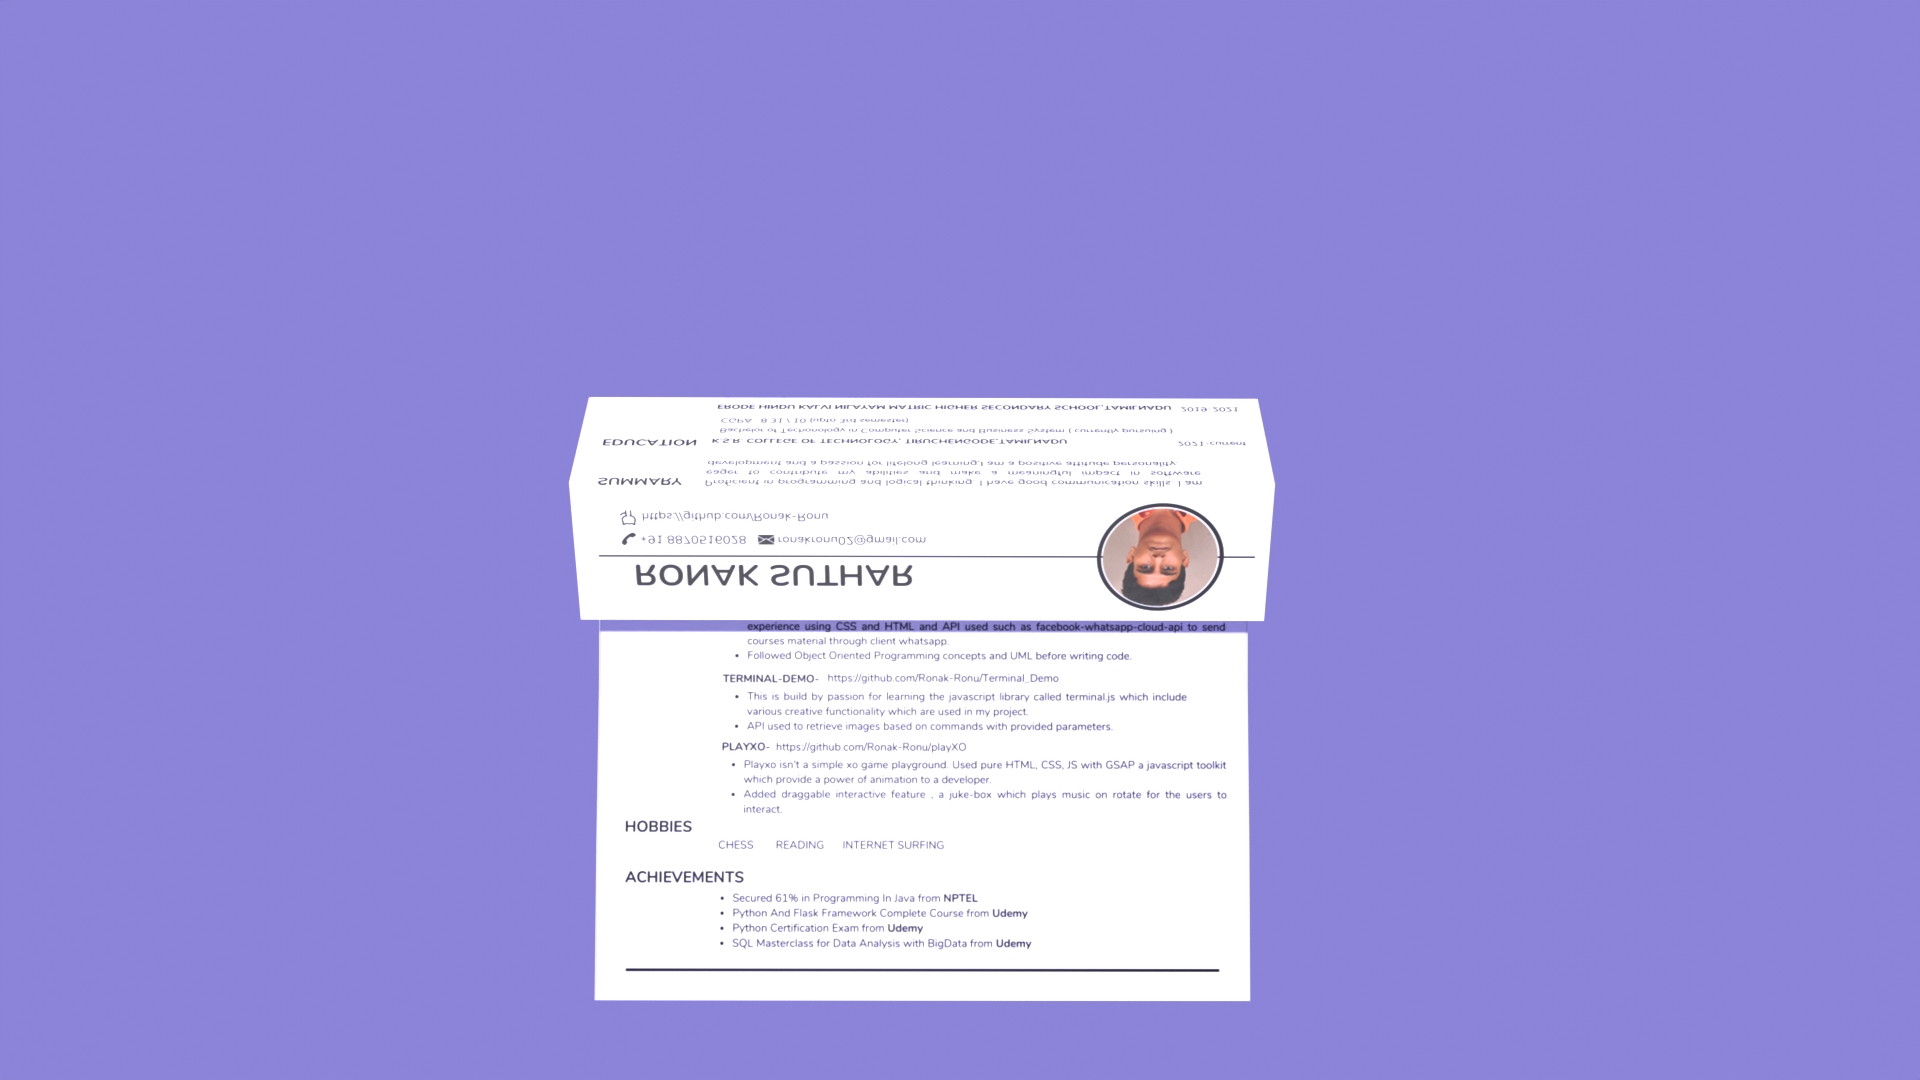 ERODE HINDU KALVI NILAYAM MATRIC HIGHER SECONDARY SCHOOL,TAMILNADU 2019-2021
CGPA 8.31 / 10 (upto 3rd semester)
Bachelor of Techonology in Computer Science and Business System ( currently pursuing )
EDUCATION K.S.R. COLLEGE OF TECHNOLOGY, TIRUCHENGODE,TAMILNADU 2021-current
development and a passion for lifelong learning,I am a positive attitude personality.
eager to contribute my abilities and make a meaningful impact in software
SUMMARY Proficient in programming and logical thinking. I have good communication skills. I am
https://github.com/Ronak-Ronu
+91 8870516028 ronakronu02@gmail.com
RONAK SUTHAR
experience using CSS and HTML and API used such as facebook-whatsapp-cloud-api to send
courses material through client whatsapp.
• Followed Object Oriented Programming concepts and UML before writing code.
TERMINAL-DEMO- https://github.com/Ronak-Ronu/Terminal_Demo
• This is build by passion for learning the javascript library called terminal.js which include
various creative functionality which are used in my project.
• API used to retrieve images based on commands with provided parameters.
PLAYXO- https://github.com/Ronak-Ronu/playXO
• Playxo isn't a simple xo game playground. Used pure HTML, CSS, JS with GSAP a javascript toolkit
which provide a power of animation to a developer.
• Added draggable interactive feature , a juke-box which plays music on rotate for the users to
interact.
HOBBIES
CHESS READING INTERNET SURFING
ACHIEVEMENTS
• Secured 61% in Programming In Java from NPTEL
• Python And Flask Framework Complete Course from Udemy
• Python Certification Exam from Udemy
• SQL Masterclass for Data Analysis with BigData from Udemy